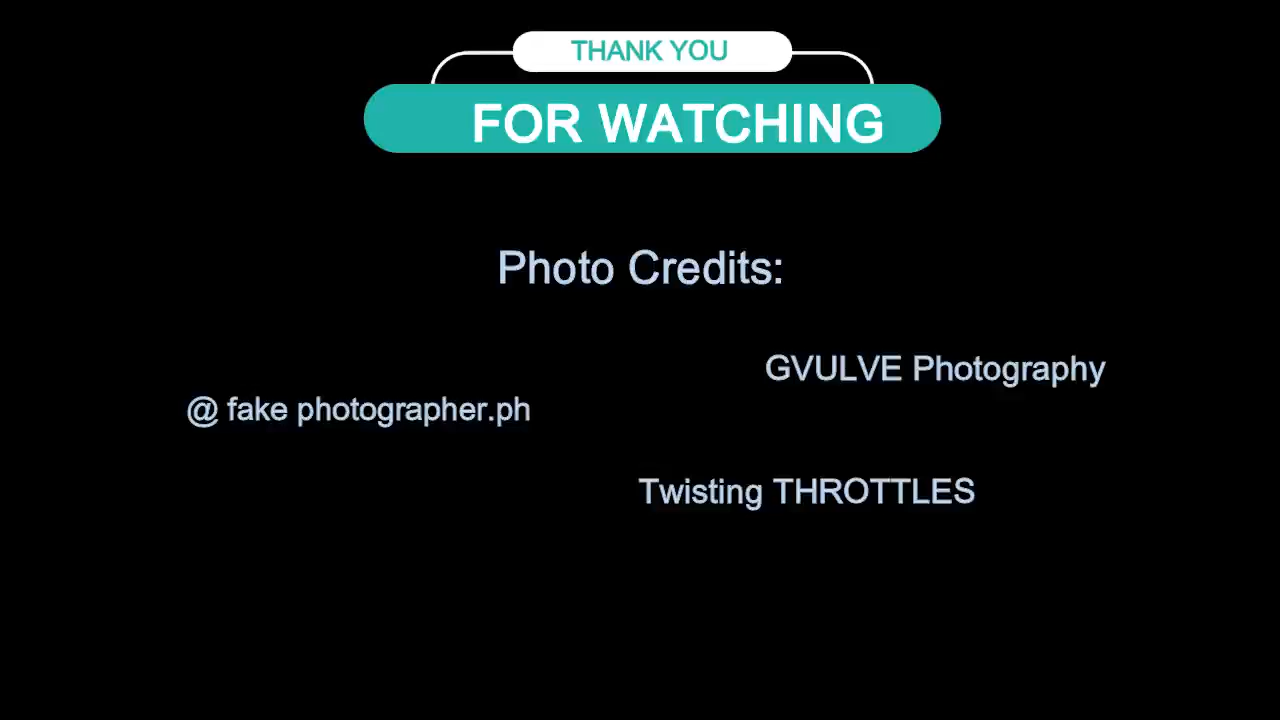 THANK YOU
FOR WATCHING
Photo Credits:
GVULVE Photography
@ fake photographer.ph
Twisting THROTTLES